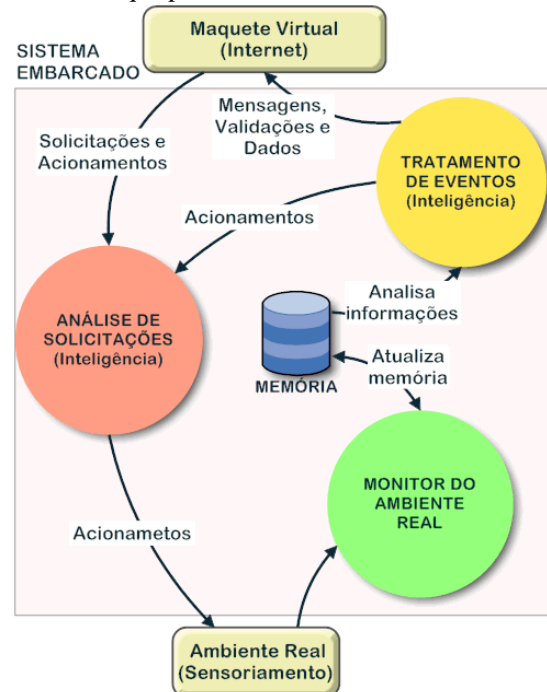 Maquete Virtual
(Internet)
SISTEMA
EMBARCADO
Mensagens,
Validações e
Dados
Solicitações e
Acionamentos
TRATAMENTO
DE EVENTOS
(Inteligência)
Acionamentos
Analisa
informações
ANÁLISE DE
SOLICITAÇÕES
(Inteligência)
Atualiza
memória
MEMÓRIA
MONITOR DO
AMBIENTE
REAL
Acionametos
Ambiente Real
(Sensoriamento)